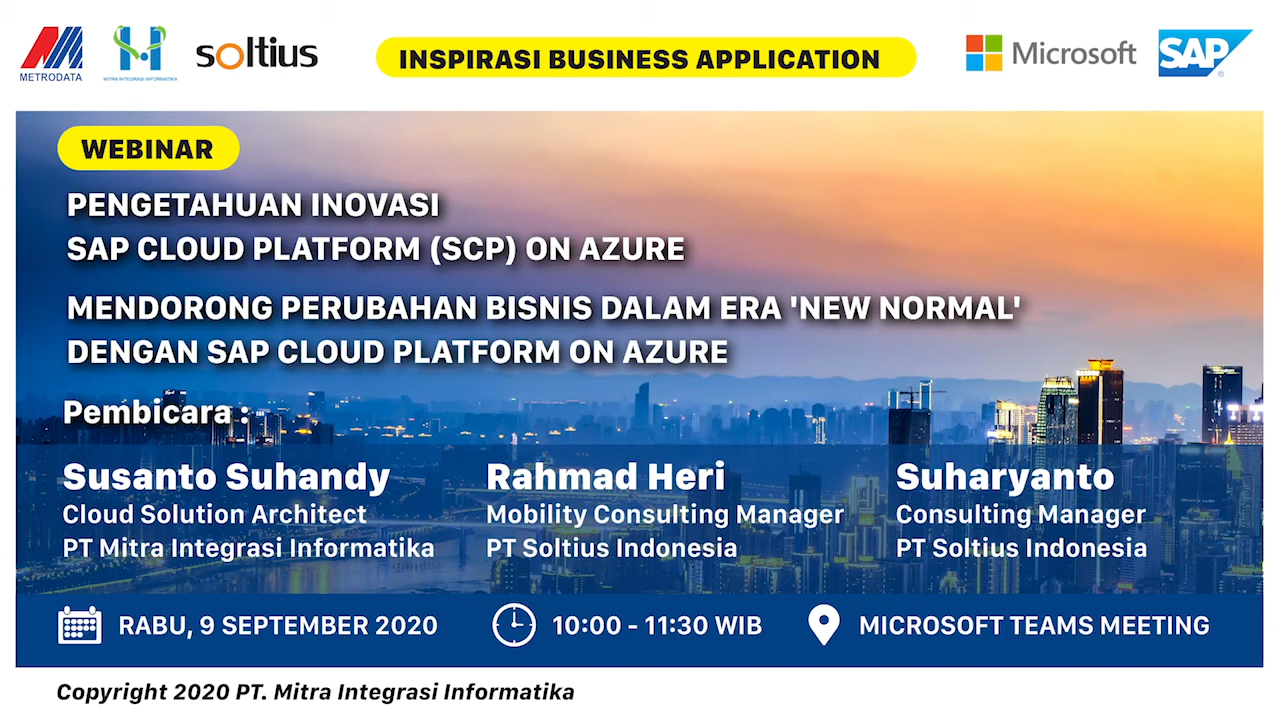 METRODATA
MITRA INTEGRASI INFORMATIKA
soltius
INSPIRASI BUSINESS APPLICATION
Microsoft
SAP
WEBINAR
PENGETAHUAN INOVASI
SAP CLOUD PLATFORM (SCP) ON AZURE
MENDORONG PERUBAHAN BISNIS DALAM ERA 'NEW NORMAL'
DENGAN SAP CLOUD PLATFORM ON AZURE
Pembicara :
Susanto Suhandy
Cloud Solution Architect
PT Mitra Integrasi Informatika
Rahmad Heri
Mobility Consulting Manager
PT Soltius Indonesia
Suharyanto
Consulting Manager
PT Soltius Indonesia
RABU, 9 SEPTEMBER 2020
10:00 - 11:30 WIB
MICROSOFT TEAMS MEETING
Copyright 2020 PT. Mitra Integrasi Informatika